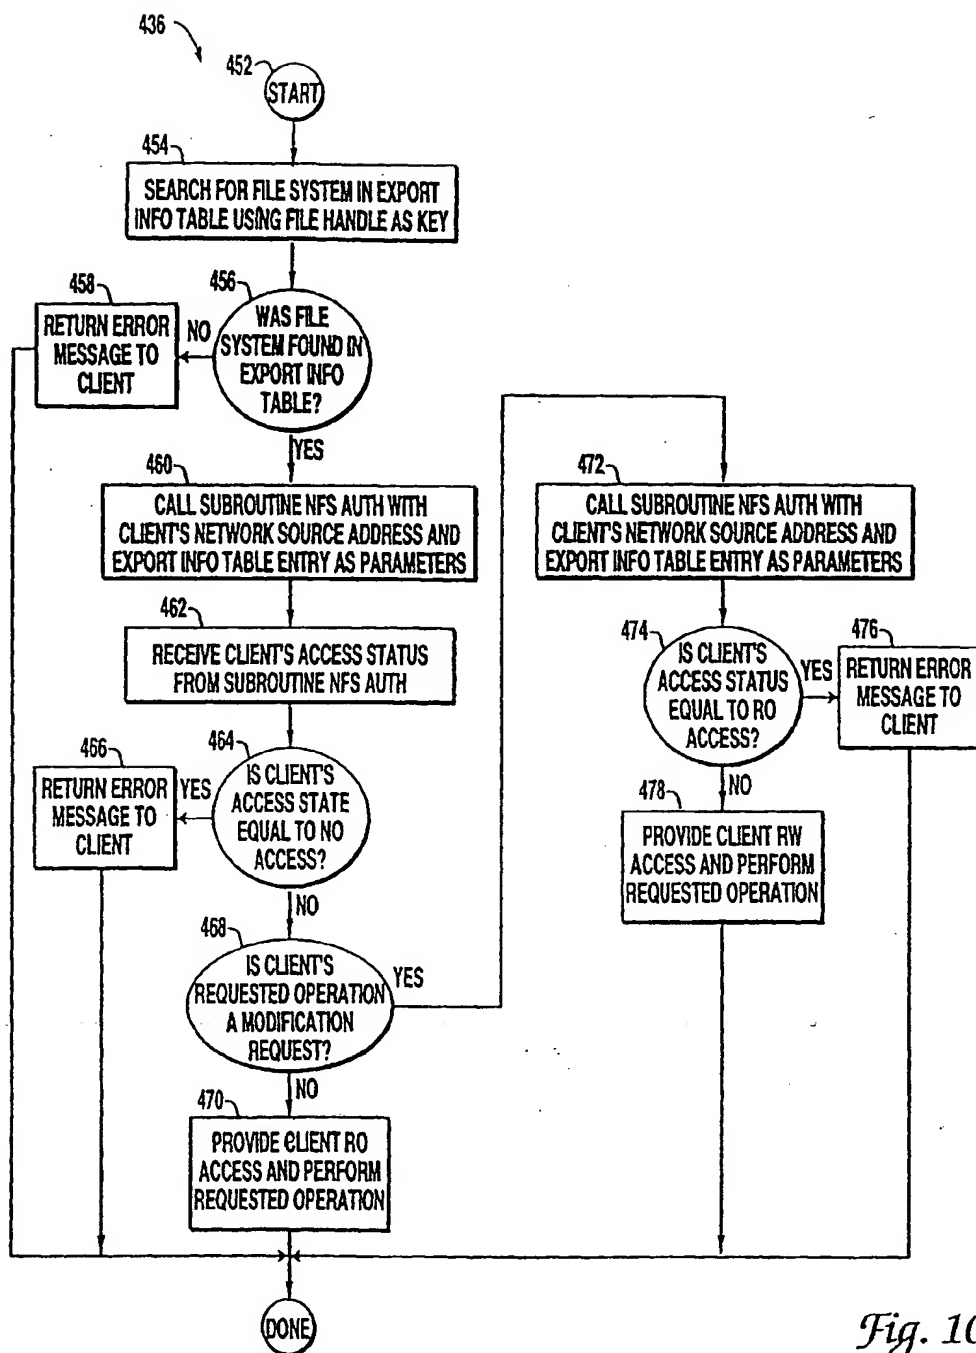 436
452
START
454
SEARCH FOR FILE SYSTEM IN EXPORT
INFO TABLE USING FILE HANDLE AS KEY
456
WAS FILE
SYSTEM FOUND IN
EXPORT INFO
TABLE?
NO
458
RETURN ERROR
MESSAGE TO
CLIENT
YES
460
CALL SUBROUTINE NFS AUTH WITH
CLIENT'S NETWORK SOURCE ADDRESS AND
EXPORT INFO TABLE ENTRY AS PARAMETERS
462
RECEIVE CLIENT'S ACCESS STATUS
FROM SUBROUTINE NFS AUTH
464
IS CLIENT'S
ACCESS STATE
EQUAL TO NO
ACCESS?
YES
466
RETURN ERROR
MESSAGE TO
CLIENT
NO
468
IS CLIENT'S
REQUESTED OPERATION
A MODIFICATION
REQUEST?
YES
NO
470
PROVIDE CLIENT RO
ACCESS AND PERFORM
REQUESTED OPERATION
472
CALL SUBROUTINE NFS AUTH WITH
CLIENT'S NETWORK SOURCE ADDRESS AND
EXPORT INFO TABLE ENTRY AS PARAMETERS
474
IS CLIENT'S
ACCESS STATUS
EQUAL TO RO
ACCESS?
YES
476
RETURN ERROR
MESSAGE TO
CLIENT
NO
478
PROVIDE CLIENT RW
ACCESS AND PERFORM
REQUESTED OPERATION
DONE
Fig. 10